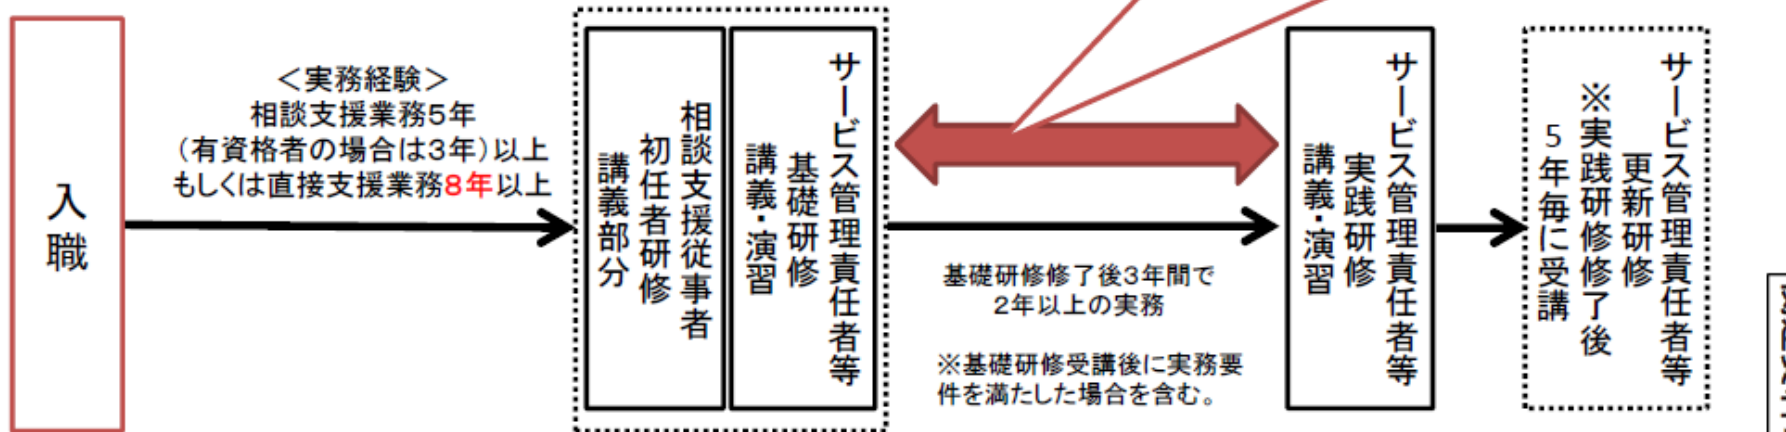 入職
＜実務経験＞
相談支援業務5年
（有資格者の場合は3年）以上
もしくは直接支援業務8年以上
相談支援従事者
初任者研修
講義部分
サービス管理責任者等
基礎研修
講義・演習
基礎研修修了後3年間で
2年以上の実務
※基礎研修受講後に実務要
件を満たした場合を含む。
サービス管理責任者等
実践研修
講義・演習
サービス管理責任者等
更新研修
※実践研修修了後
5年毎に受講